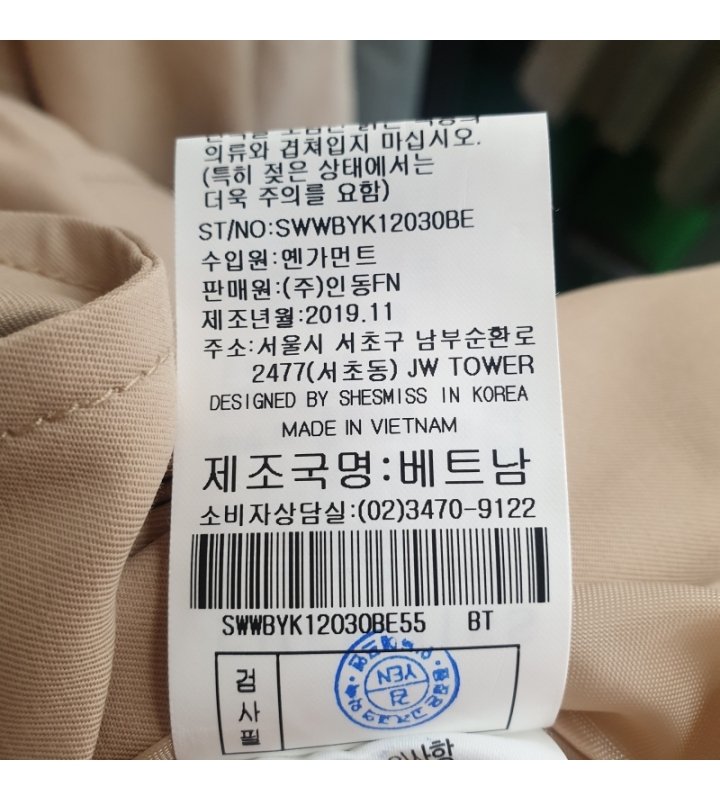 의류와 겹쳐입지 마십시오.
(특히 젖은 상태에서는
더욱 주의를 요함)
ST/NO:SWWBYK12030BE
수입원:옌가먼트
판매원:(주)인동FN
제조년월:2019.11
주소:서울시 서초구 남부순환로
2477(서초동) JW TOWER
DESIGNED BY SHESMISS IN KOREA
MADE IN VIETNAM
제조국명:베트남
소비자상담실:(02)3470-9122
SWWBYK12030BE55 BT
검사필
YEN
검